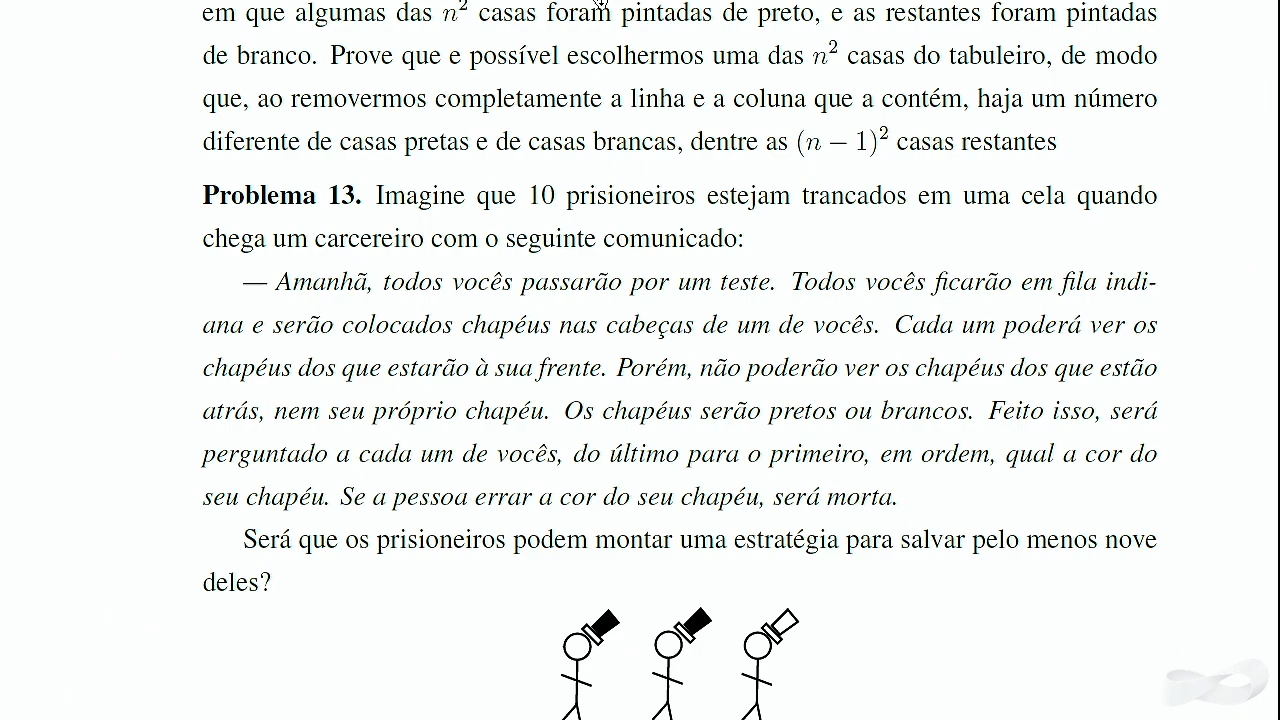 em que algumas das n² casas foram pintadas de preto, e as restantes foram pintadas
de branco. Prove que e possível escolhermos uma das n² casas do tabuleiro, de modo
que, ao removermos completamente a linha e a coluna que a contém, haja um número
diferente de casas pretas e de casas brancas, dentre as (n − 1)² casas restantes
Problema 13. Imagine que 10 prisioneiros estejam trancados em uma cela quando
chega um carcereiro com o seguinte comunicado:
— Amanhã, todos vocês passarão por um teste. Todos vocês ficarão em fila indi-
ana e serão colocados chapéus nas cabeças de um de vocês. Cada um poderá ver os
chapéus dos que estarão à sua frente. Porém, não poderão ver os chapéus dos que estão
atrás, nem seu próprio chapéu. Os chapéus serão pretos ou brancos. Feito isso, será
perguntado a cada um de vocês, do último para o primeiro, em ordem, qual a cor do
seu chapéu. Se a pessoa errar a cor do seu chapéu, será morta.
Será que os prisioneiros podem montar uma estratégia para salvar pelo menos nove
deles?